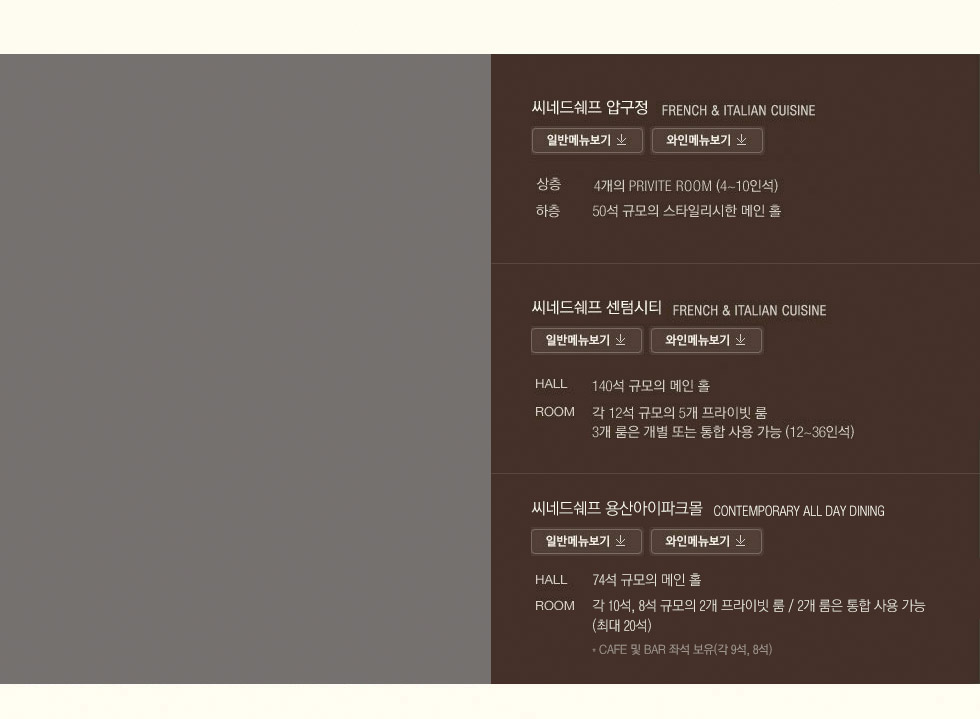 씨네드쉐프 압구정 FRENCH & ITALIAN CUISINE
일반메뉴보기 와인메뉴보기
상층 4개의 PRIVITE ROOM (4~10인석)
하층 50석 규모의 스타일리시한 메인 홀
씨네드쉐프 센텀시티 FRENCH & ITALIAN CUISINE
일반메뉴보기 와인메뉴보기
HALL 140석 규모의 메인 홀
ROOM 각 12석 규모의 5개 프라이빗 룸
3개 룸은 개별 또는 통합 사용 가능 (12~36인석)
씨네드쉐프 용산아이파크몰 CONTEMPORARY ALL DAY DINING
일반메뉴보기 와인메뉴보기
HALL 74석 규모의 메인 홀
ROOM 각 10석, 8석 규모의 2개 프라이빗 룸 / 2개 룸은 통합 사용 가능
(최대 20석)
* CAFE 및 BAR 좌석 보유(각 9석, 8석)